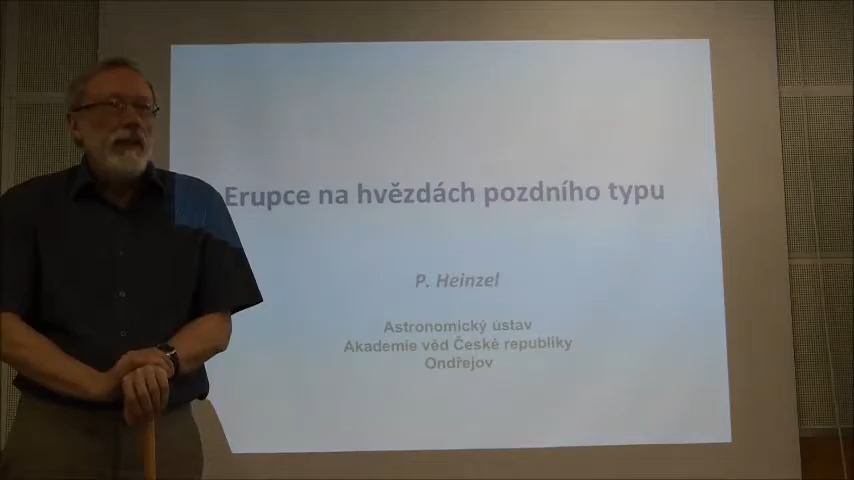 Erupce na hvězdách pozdního typu
P. Heinzel
Astronomický ústav
Akademie věd České republiky
Ondřejov